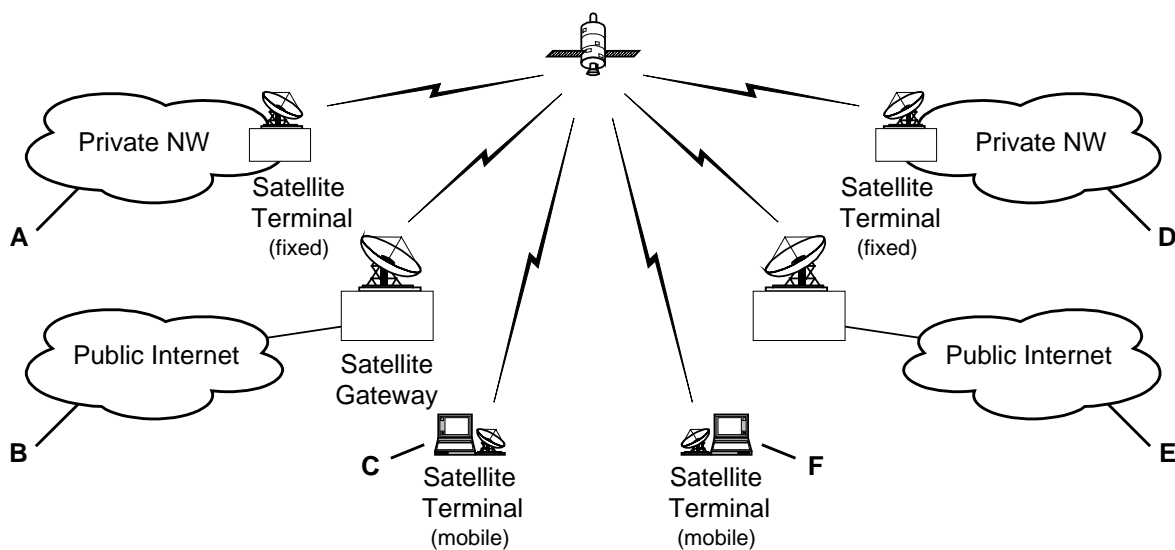 Private NW
Satellite
Terminal
(fixed)
A
Private NW
Satellite
Terminal
(fixed)
D
Public Internet
Satellite
Gateway
B
Public Internet
E
C
Satellite
Terminal
(mobile)
F
Satellite
Terminal
(mobile)